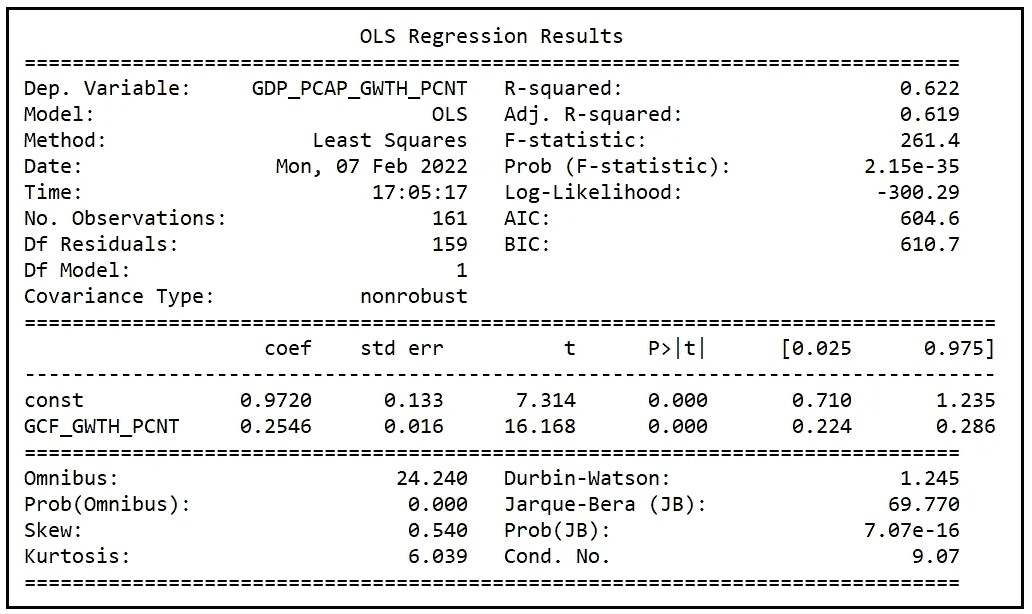 OLS Regression Results
==============================================================================
Dep. Variable: GDP_PCAP_GWTH_PCNT R-squared: 0.622
Model: OLS Adj. R-squared: 0.619
Method: Least Squares F-statistic: 261.4
Date: Mon, 07 Feb 2022 Prob (F-statistic): 2.15e-35
Time: 17:05:17 Log-Likelihood: -300.29
No. Observations: 161 AIC: 604.6
Df Residuals: 159 BIC: 610.7
Df Model: 1
Covariance Type: nonrobust
=================================================================================
coef std err t P>|t| [0.025 0.975]
---------------------------------------------------------------------------------
const 0.9720 0.133 7.314 0.000 0.710 1.235
GCF_GWTH_PCNT 0.2546 0.016 16.168 0.000 0.224 0.286
==============================================================================
Omnibus: 24.240 Durbin-Watson: 1.245
Prob(Omnibus): 0.000 Jarque-Bera (JB): 69.770
Skew: 0.540 Prob(JB): 7.07e-16
Kurtosis: 6.039 Cond. No. 9.07
==============================================================================